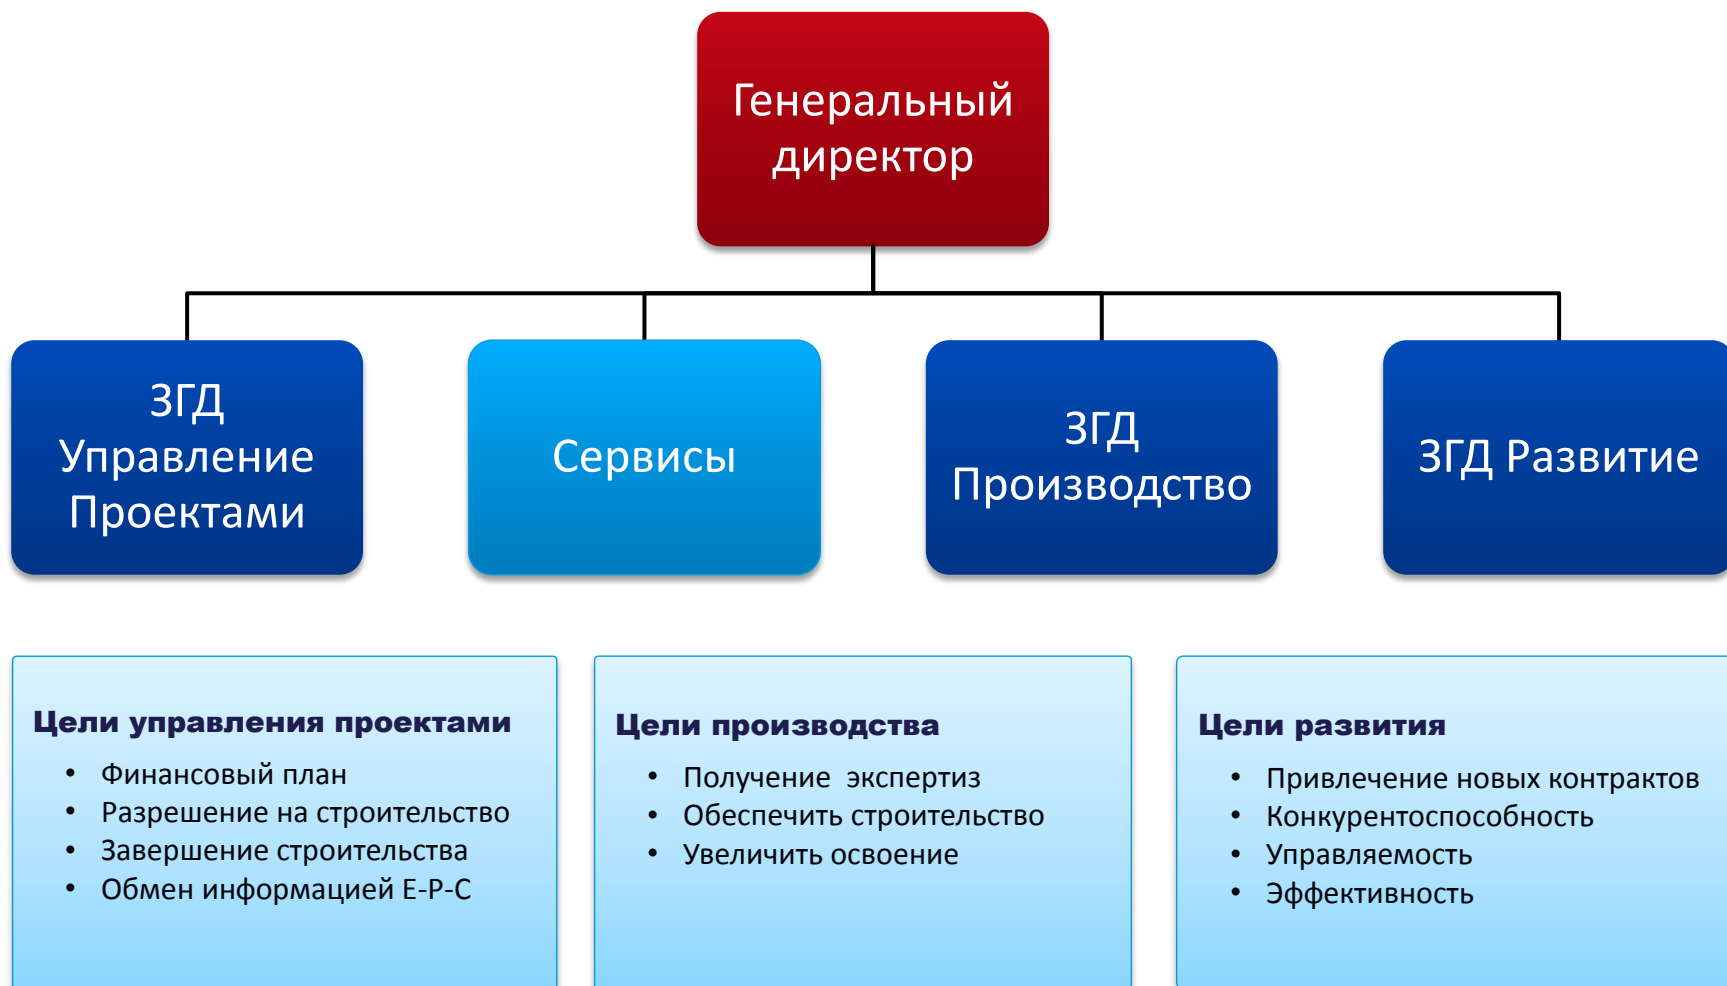 Генеральный
директор
ЗГД
Управление
Проектами
Сервисы
ЗГД
Производство
ЗГД Развитие
Цели управления проектами
• Финансовый план
• Разрешение на строительство
• Завершение строительства
• Обмен информацией E-P-C
Цели производства
• Получение экспертиз
• Обеспечить строительство
• Увеличить освоение
Цели развития
• Привлечение новых контрактов
• Конкурентоспособность
• Управляемость
• Эффективность